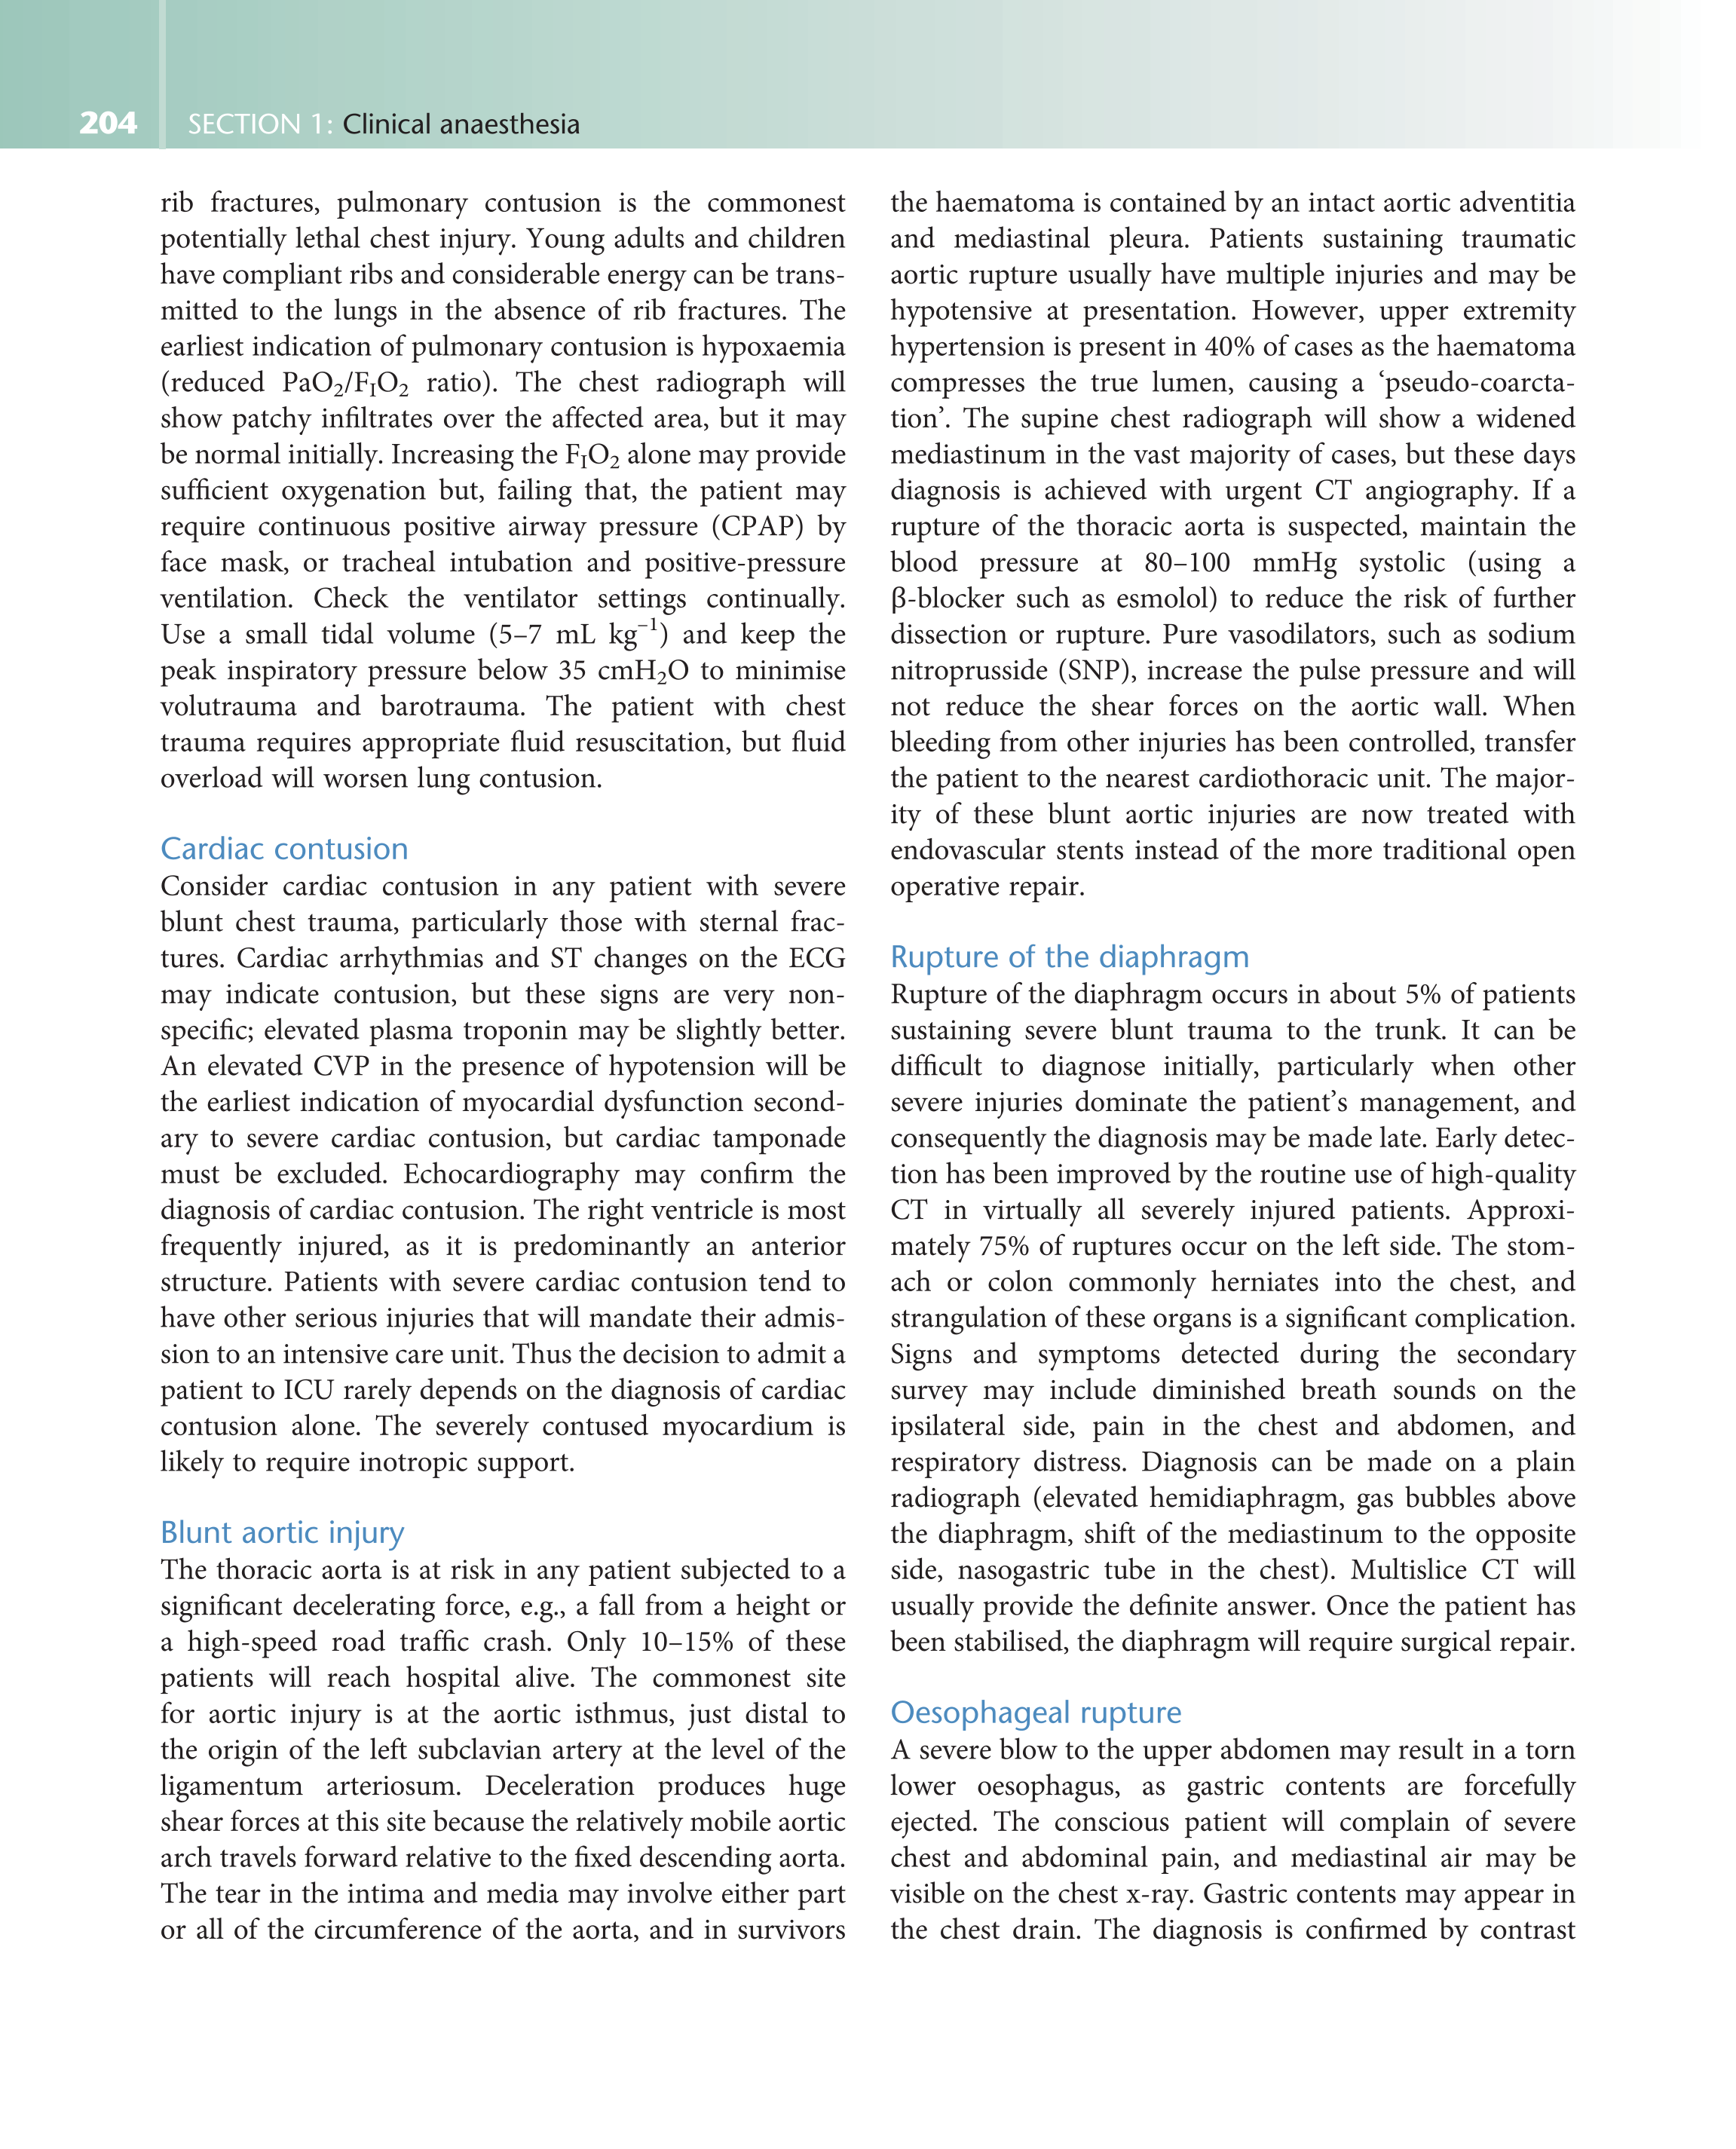 204 SECTION 1: Clinical anaesthesia
rib fractures, pulmonary contusion is the commonest
potentially lethal chest injury. Young adults and children
have compliant ribs and considerable energy can be trans-
mitted to the lungs in the absence of rib fractures. The
earliest indication of pulmonary contusion is hypoxaemia
(reduced PaO₂/FIO₂ ratio). The chest radiograph will
show patchy infiltrates over the affected area, but it may
be normal initially. Increasing the FIO₂ alone may provide
sufficient oxygenation but, failing that, the patient may
require continuous positive airway pressure (CPAP) by
face mask, or tracheal intubation and positive-pressure
ventilation. Check the ventilator settings continually.
Use a small tidal volume (5–7 mL kg⁻¹) and keep the
peak inspiratory pressure below 35 cmH₂O to minimise
volutrauma and barotrauma. The patient with chest
trauma requires appropriate fluid resuscitation, but fluid
overload will worsen lung contusion.
Cardiac contusion
Consider cardiac contusion in any patient with severe
blunt chest trauma, particularly those with sternal frac-
tures. Cardiac arrhythmias and ST changes on the ECG
may indicate contusion, but these signs are very non-
specific; elevated plasma troponin may be slightly better.
An elevated CVP in the presence of hypotension will be
the earliest indication of myocardial dysfunction second-
ary to severe cardiac contusion, but cardiac tamponade
must be excluded. Echocardiography may confirm the
diagnosis of cardiac contusion. The right ventricle is most
frequently injured, as it is predominantly an anterior
structure. Patients with severe cardiac contusion tend to
have other serious injuries that will mandate their admis-
sion to an intensive care unit. Thus the decision to admit a
patient to ICU rarely depends on the diagnosis of cardiac
contusion alone. The severely contused myocardium is
likely to require inotropic support.
Blunt aortic injury
The thoracic aorta is at risk in any patient subjected to a
significant decelerating force, e.g., a fall from a height or
a high-speed road traffic crash. Only 10–15% of these
patients will reach hospital alive. The commonest site
for aortic injury is at the aortic isthmus, just distal to
the origin of the left subclavian artery at the level of the
ligamentum arteriosum. Deceleration produces huge
shear forces at this site because the relatively mobile aortic
arch travels forward relative to the fixed descending aorta.
The tear in the intima and media may involve either part
or all of the circumference of the aorta, and in survivors
the haematoma is contained by an intact aortic adventitia
and mediastinal pleura. Patients sustaining traumatic
aortic rupture usually have multiple injuries and may be
hypotensive at presentation. However, upper extremity
hypertension is present in 40% of cases as the haematoma
compresses the true lumen, causing a ‘pseudo-coarcta-
tion’. The supine chest radiograph will show a widened
mediastinum in the vast majority of cases, but these days
diagnosis is achieved with urgent CT angiography. If a
rupture of the thoracic aorta is suspected, maintain the
blood pressure at 80–100 mmHg systolic (using a
β-blocker such as esmolol) to reduce the risk of further
dissection or rupture. Pure vasodilators, such as sodium
nitroprusside (SNP), increase the pulse pressure and will
not reduce the shear forces on the aortic wall. When
bleeding from other injuries has been controlled, transfer
the patient to the nearest cardiothoracic unit. The major-
ity of these blunt aortic injuries are now treated with
endovascular stents instead of the more traditional open
operative repair.
Rupture of the diaphragm
Rupture of the diaphragm occurs in about 5% of patients
sustaining severe blunt trauma to the trunk. It can be
difficult to diagnose initially, particularly when other
severe injuries dominate the patient’s management, and
consequently the diagnosis may be made late. Early detec-
tion has been improved by the routine use of high-quality
CT in virtually all severely injured patients. Approxi-
mately 75% of ruptures occur on the left side. The stom-
ach or colon commonly herniates into the chest, and
strangulation of these organs is a significant complication.
Signs and symptoms detected during the secondary
survey may include diminished breath sounds on the
ipsilateral side, pain in the chest and abdomen, and
respiratory distress. Diagnosis can be made on a plain
radiograph (elevated hemidiaphragm, gas bubbles above
the diaphragm, shift of the mediastinum to the opposite
side, nasogastric tube in the chest). Multislice CT will
usually provide the definite answer. Once the patient has
been stabilised, the diaphragm will require surgical repair.
Oesophageal rupture
A severe blow to the upper abdomen may result in a torn
lower oesophagus, as gastric contents are forcefully
ejected. The conscious patient will complain of severe
chest and abdominal pain, and mediastinal air may be
visible on the chest x-ray. Gastric contents may appear in
the chest drain. The diagnosis is confirmed by contrast